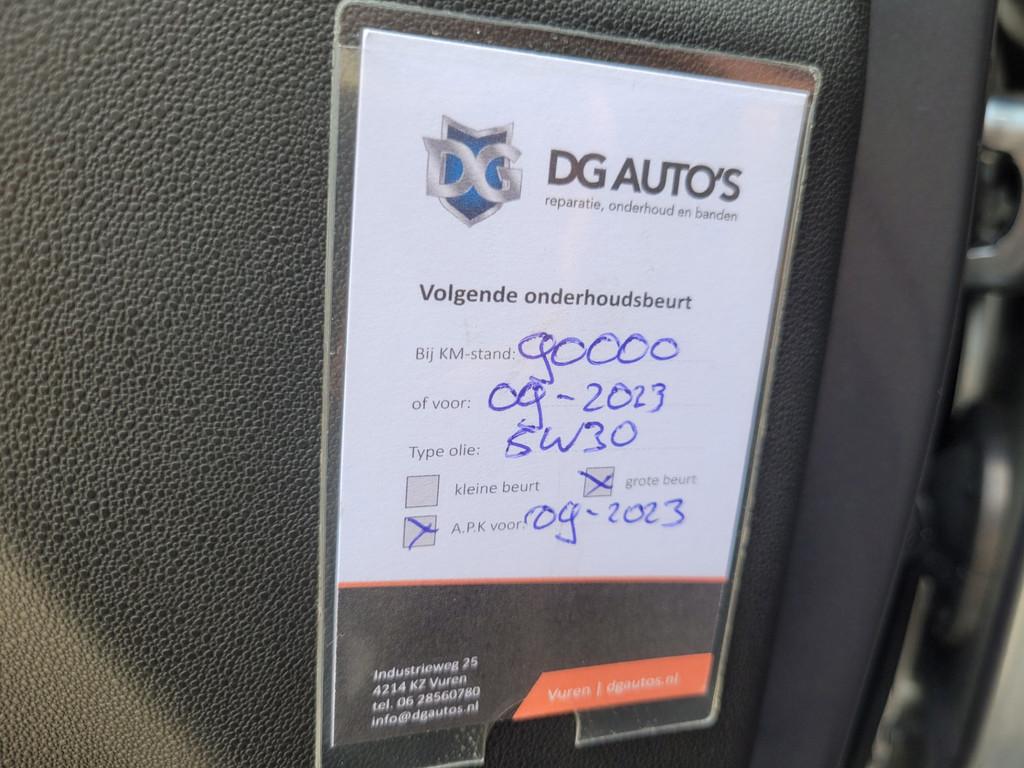 DG
DG AUTO'S
reparatie, onderhoud en banden
Volgende onderhoudsbeurt
Bij KM-stand: 90000
of voor: 09-2023
Type olie: 5W30
kleine beurt
grote beurt
A.P.K voor: 09-2023
Industrieweg 25
4214 KZ Vuren
tel. 06 28560780
info@dgautos.nl
Vuren | dgautos.nl